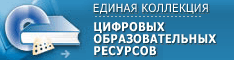 ЕДИНАЯ КОЛЛЕКЦИЯ
ЦИФРОВЫХ
ОБРАЗОВАТЕЛЬНЫХ
РЕСУРСОВ